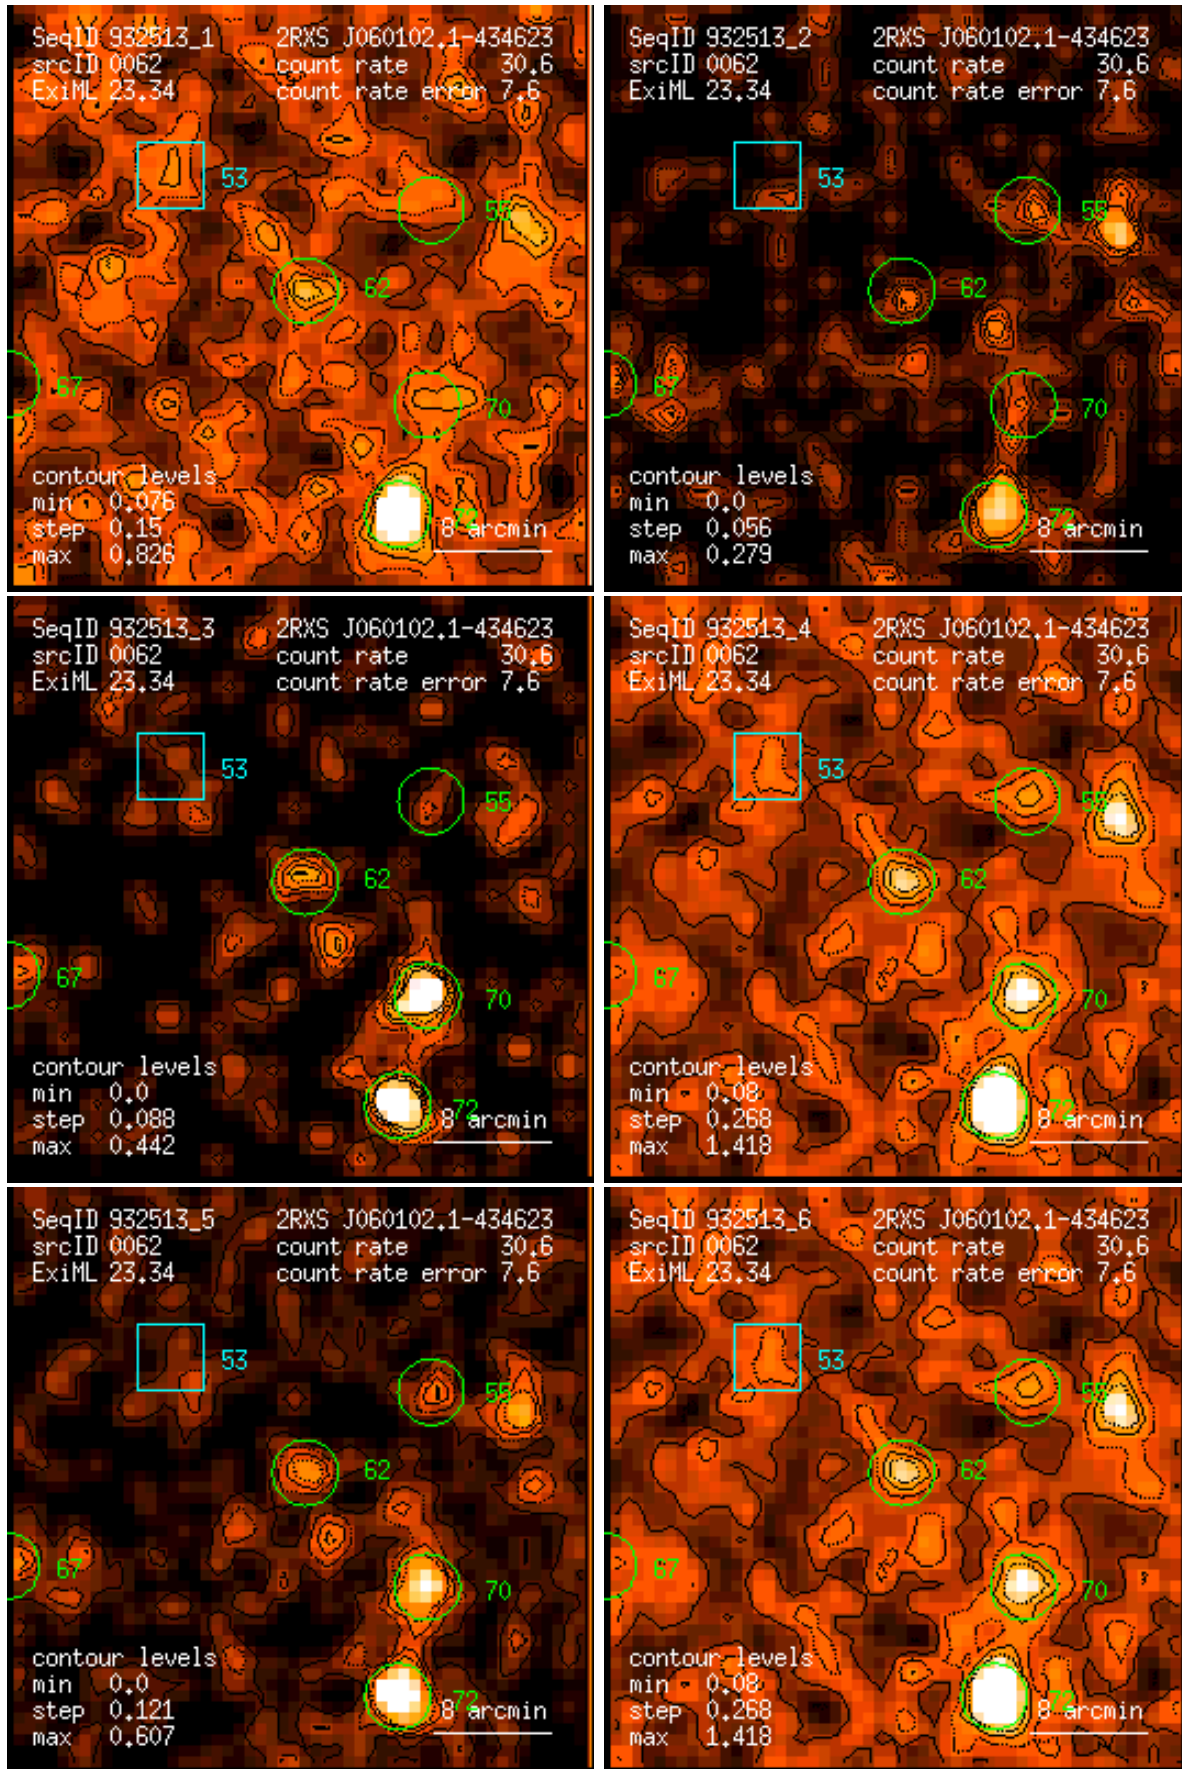 SeqID 932513_1 2RXS J060102.1-434623
srcID 0062 count rate 30.6
ExiML 23.34 count rate error 7.6
53
55
62
67
70
contour levels
min 0.076
step 0.15
72
8 arcmin
max 0.826
SeqID 932513_2 2RXS J060102.1-434623
srcID 0062 count rate 30.6
ExiML 23.34 count rate error 7.6
53
55
62
67
70
contour levels
min 0.0
step 0.056
72
8 arcmin
max 0.279
SeqID 932513_3 2RXS J060102.1-434623
srcID 0062 count rate 30.6
ExiML 23.34 count rate error 7.6
53
55
62
67
70
contour levels
min 0.0
step 0.088
72
8 arcmin
max 0.442
SeqID 932513_4 2RXS J060102.1-434623
srcID 0062 count rate 30.6
ExiML 23.34 count rate error 7.6
53
55
62
67
70
contour levels
min 0.08
step 0.268
72
8 arcmin
max 1.418
SeqID 932513_5 2RXS J060102.1-434623
srcID 0062 count rate 30.6
ExiML 23.34 count rate error 7.6
53
55
62
67
70
contour levels
min 0.0
step 0.121
72
8 arcmin
max 0.607
SeqID 932513_6 2RXS J060102.1-434623
srcID 0062 count rate 30.6
ExiML 23.34 count rate error 7.6
53
55
62
67
70
contour levels
min 0.08
step 0.268
72
8 arcmin
max 1.418